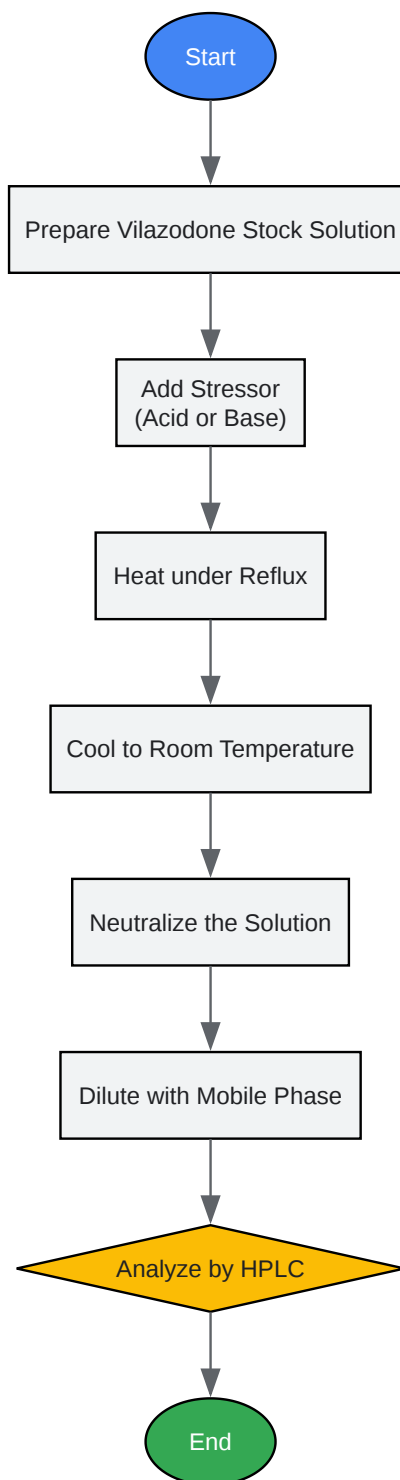 Start
Prepare Vilazodone Stock Solution
Add Stressor
(Acid or Base)
Heat under Reflux
Cool to Room Temperature
Neutralize the Solution
Dilute with Mobile Phase
Analyze by HPLC
End